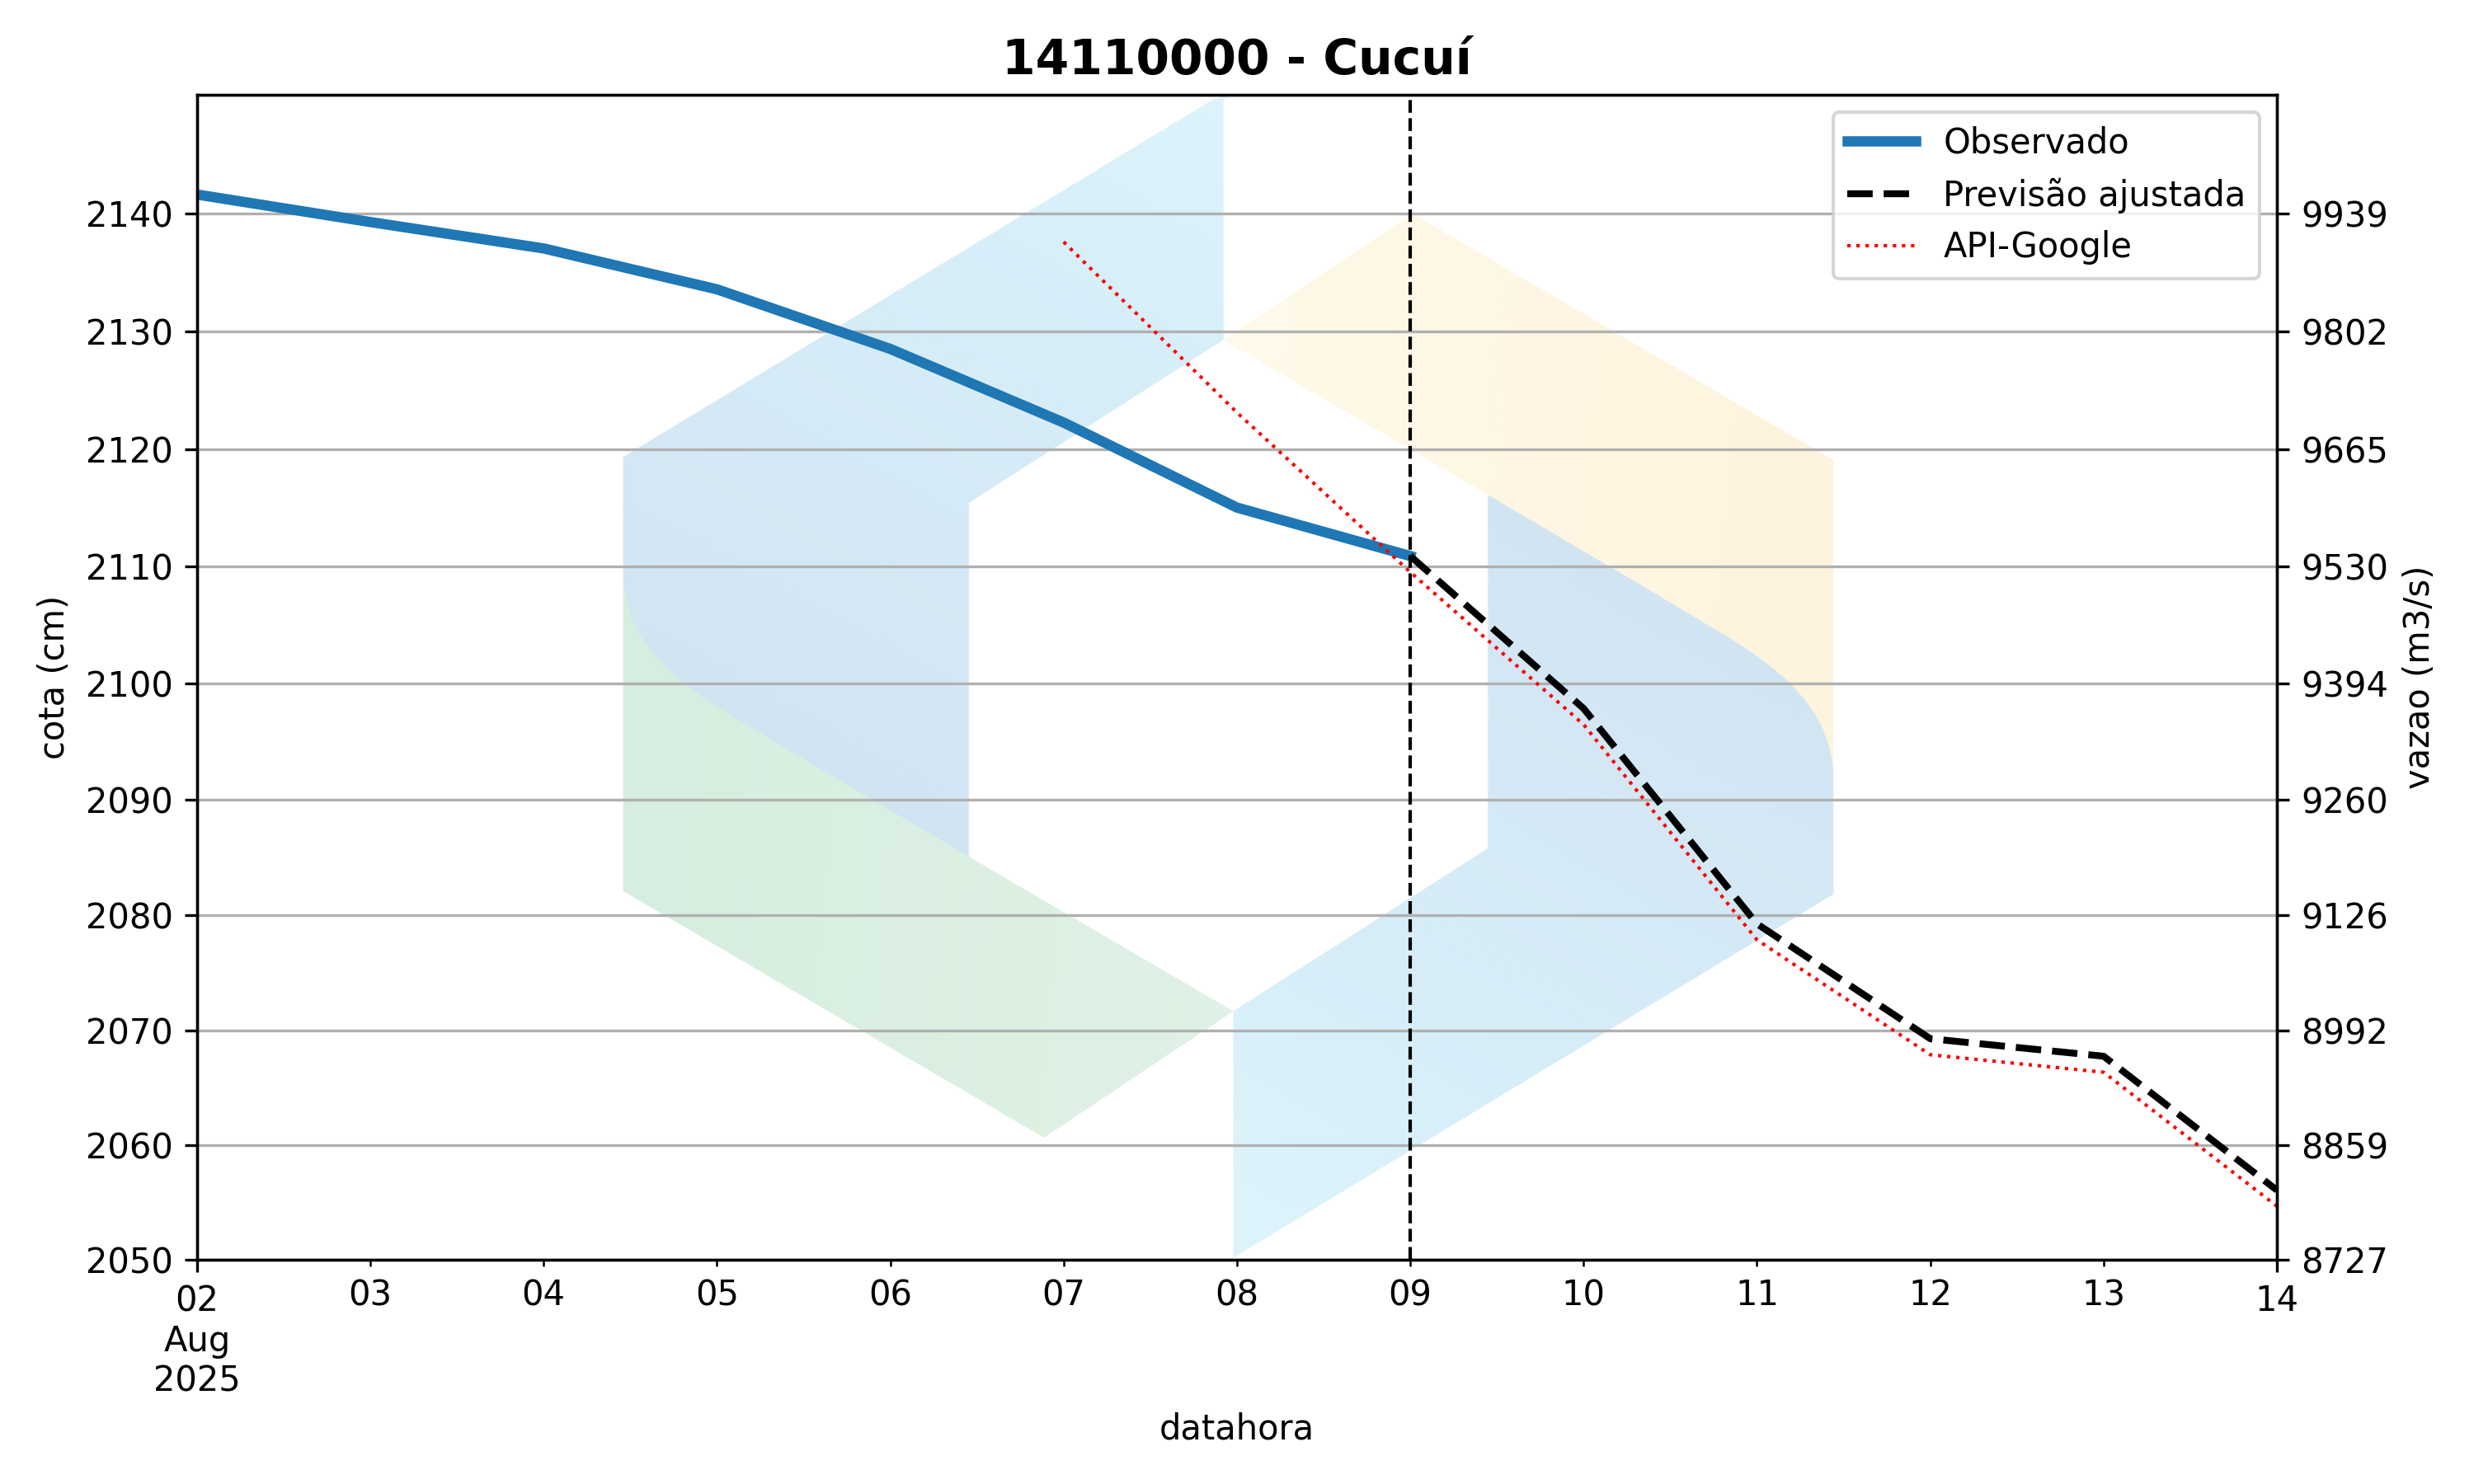 14110000 - Cucuí
Observado
Previsão ajustada
API-Google
2140
2130
2120
2110
2100
2090
2080
2070
2060
2050
cota (cm)
9939
9802
9665
9530
9394
9260
9126
8992
8859
8727
vazao (m3/s)
02 03 04 05 06 07 08 09 10 11 12 13 14
Aug
2025
datahora